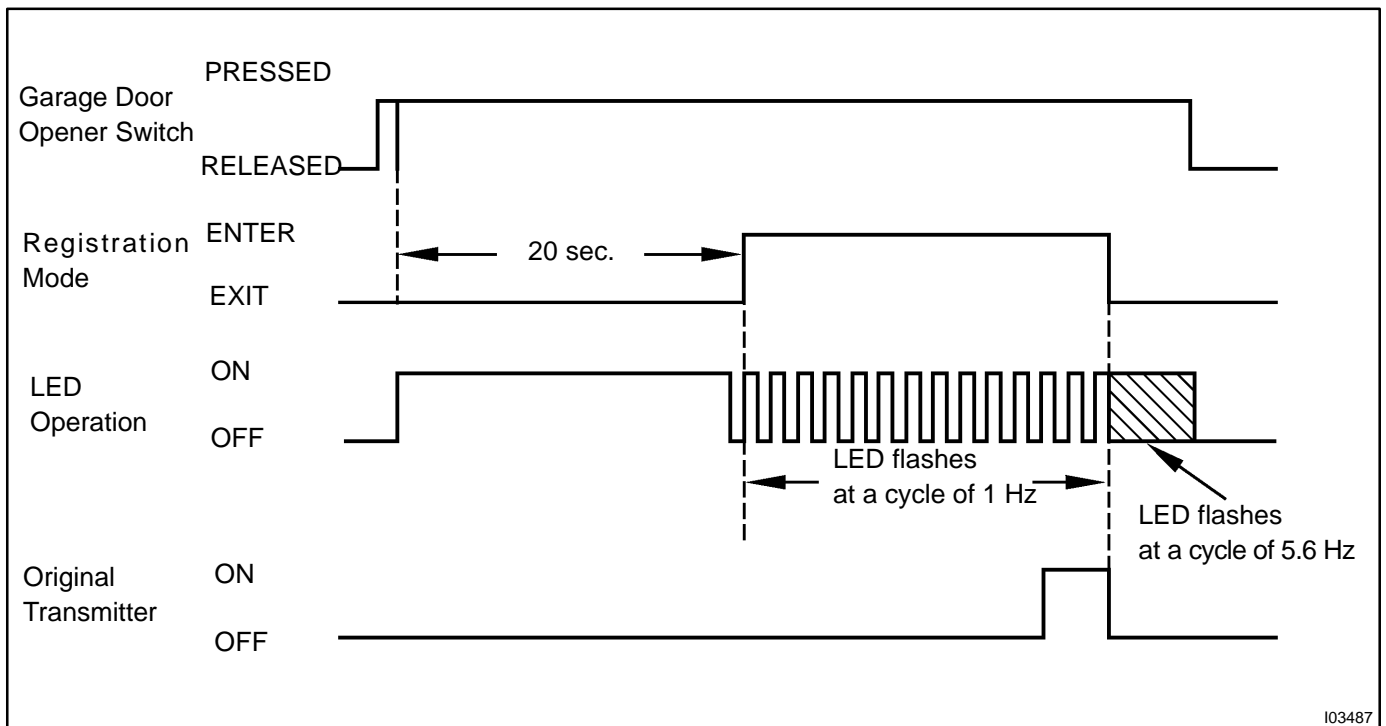 PRESSED
Garage Door
Opener Switch
RELEASED
Registration
Mode
ENTER
20 sec.
EXIT
LED
Operation
ON
OFF
LED flashes
at a cycle of 1 Hz
LED flashes
at a cycle of 5.6 Hz
Original
Transmitter
ON
OFF
I03487